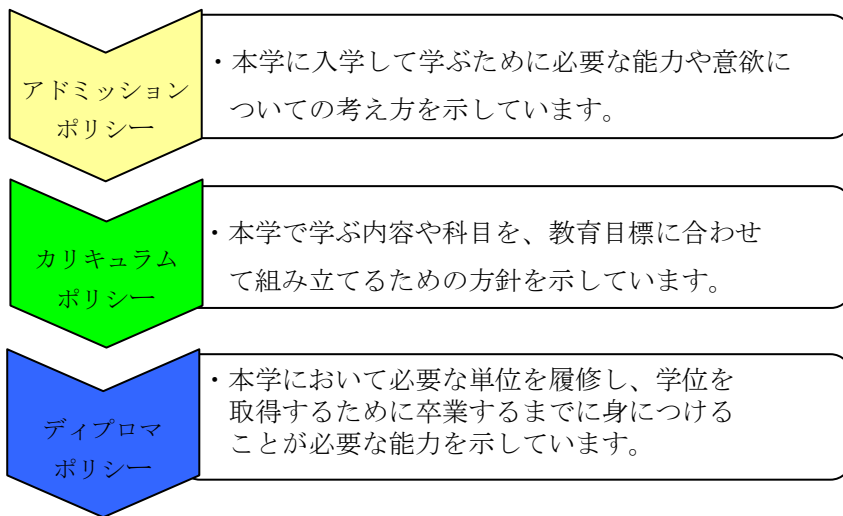 アドミッション
ポリシー
・本学に入学して学ぶために必要な能力や意欲に
ついての考え方を示しています。
カリキュラム
ポリシー
・本学で学ぶ内容や科目を、教育目標に合わせ
て組み立てるための方針を示しています。
ディプロマ
ポリシー
・本学において必要な単位を履修し、学位を
取得するために卒業するまでに身につける
ことが必要な能力を示しています。